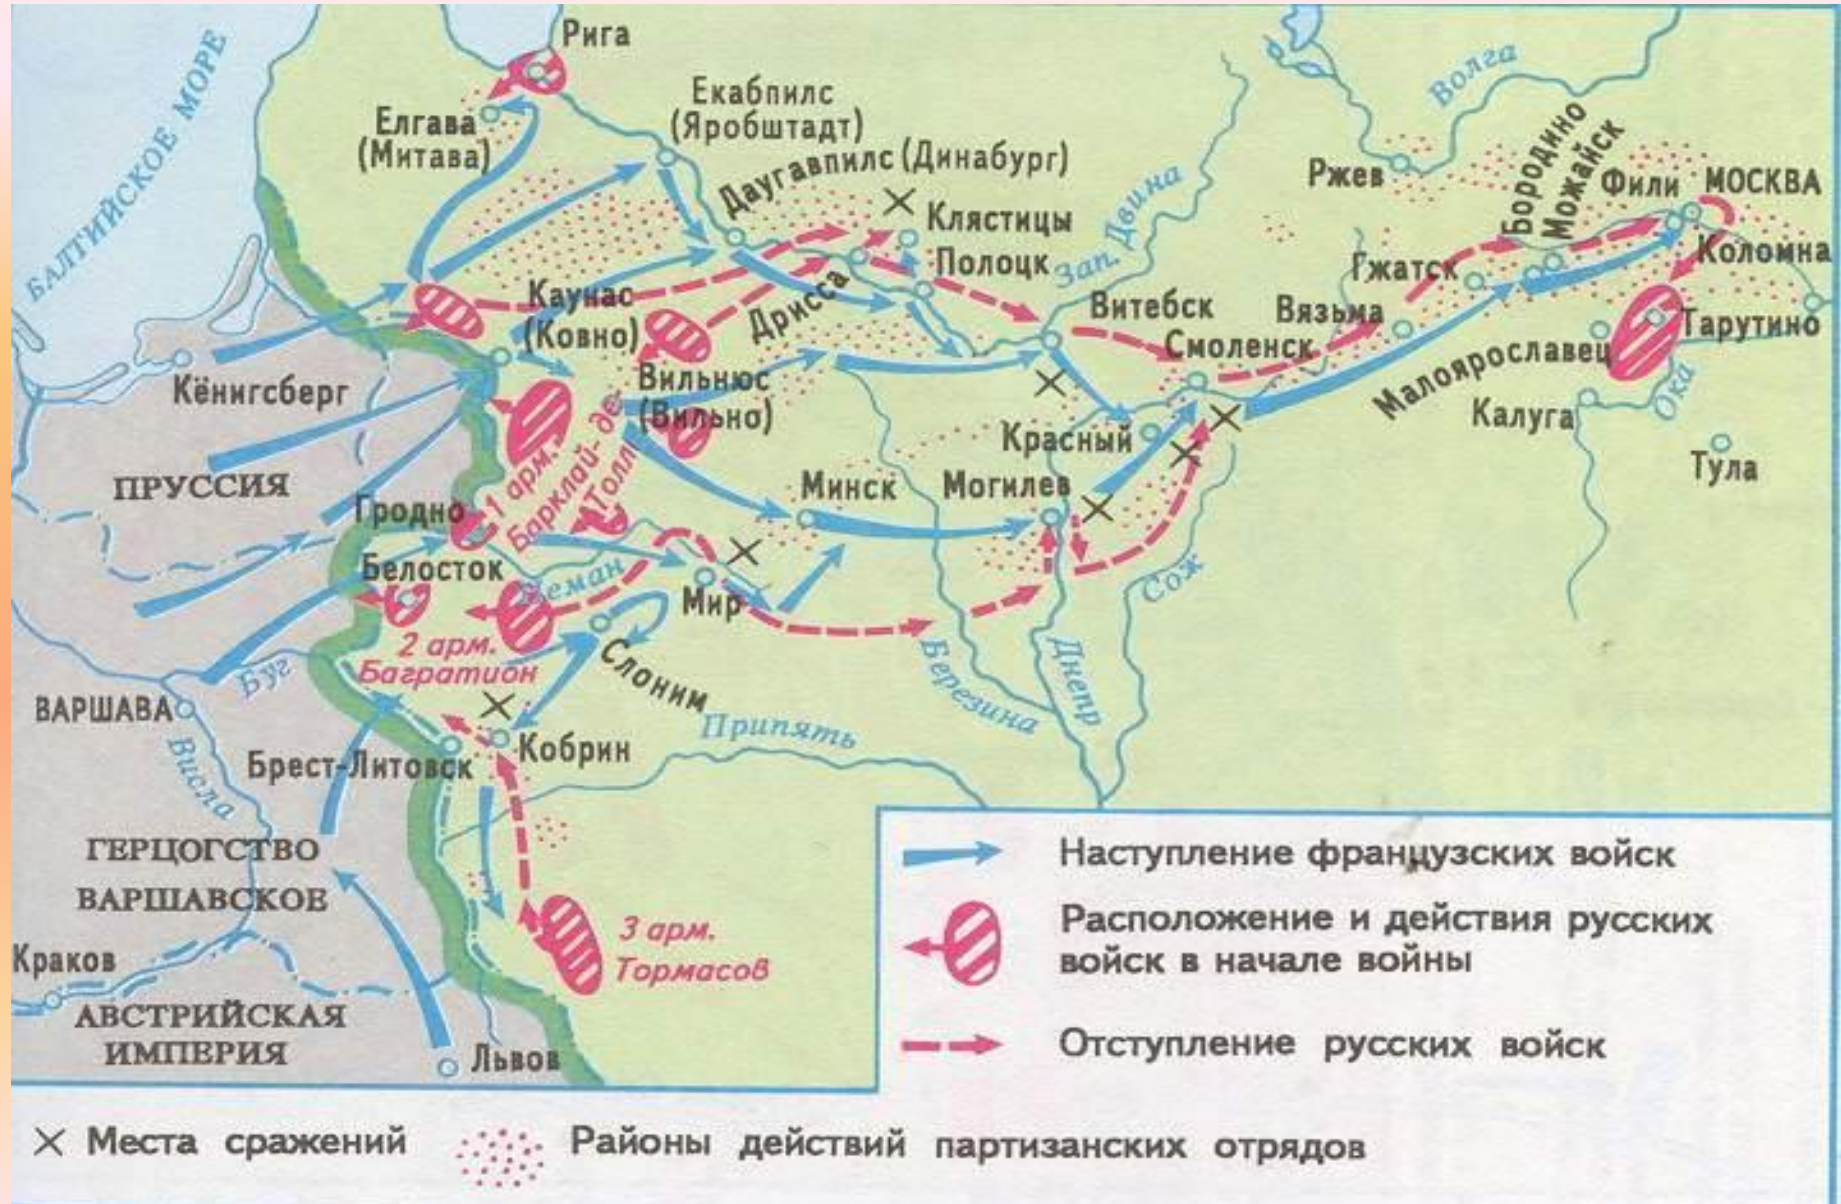 Рига
БАЛТИЙСКОЕ МОРЕ
Екабпилс
(Яробштадт)
Елгава
(Митава)
Волга
Даугавпилс (Динабург)
Ржев
Бородино
Можайск
Фили
МОСКВА
Клястицы
Полоцк
Зап. Двина
Коломна
Гжатск
Каунас
(Ковно)
Дрисса
Витебск
Вязьма
Тарутино
Смоленск
Малоярославец
Кёнигсберг
Вильнюс
(Вильно)
Калуга
Ока
Красный
Тула
ПРУССИЯ
1 арм.
Барклай-де-
Толли
Минск
Могилев
Гродно
Белосток
Неман
Мир
Сож
2 арм.
Багратион
Слоним
Березина
Днепр
Буг
ВАРШАВА
Висла
Припять
Брест-Литовск
Кобрин
ГЕРЦОГСТВО
ВАРШАВСКОЕ
3 арм.
Тормасов
Краков
АВСТРИЙСКАЯ
ИМПЕРИЯ
Львов
Наступление французских войск
Расположение и действия русских
войск в начале войны
Отступление русских войск
Места сражений
Районы действий партизанских отрядов